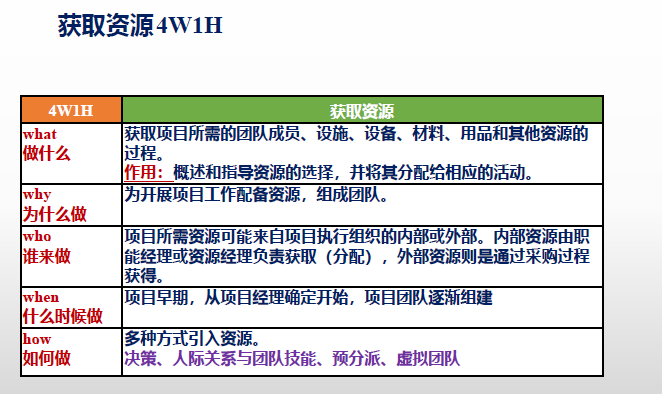 获取资源4W1H
4W1H
获取资源
what
做什么
获取项目所需的团队成员、设施、设备、材料、用品和其他资源的
过程。
作用：概述和指导资源的选择，并将其分配给相应的活动。
why
为什么做
为开展项目工作配备资源，组成团队。
who
谁来做
项目所需资源可能来自项目执行组织的内部或外部。内部资源由职
能经理或资源经理负责获取（分配），外部资源则是通过采购过程
获得。
when
什么时候做
项目早期，从项目经理确定开始，项目团队逐渐组建
how
如何做
多种方式引入资源。
决策、人际关系与团队技能、预分派、虚拟团队